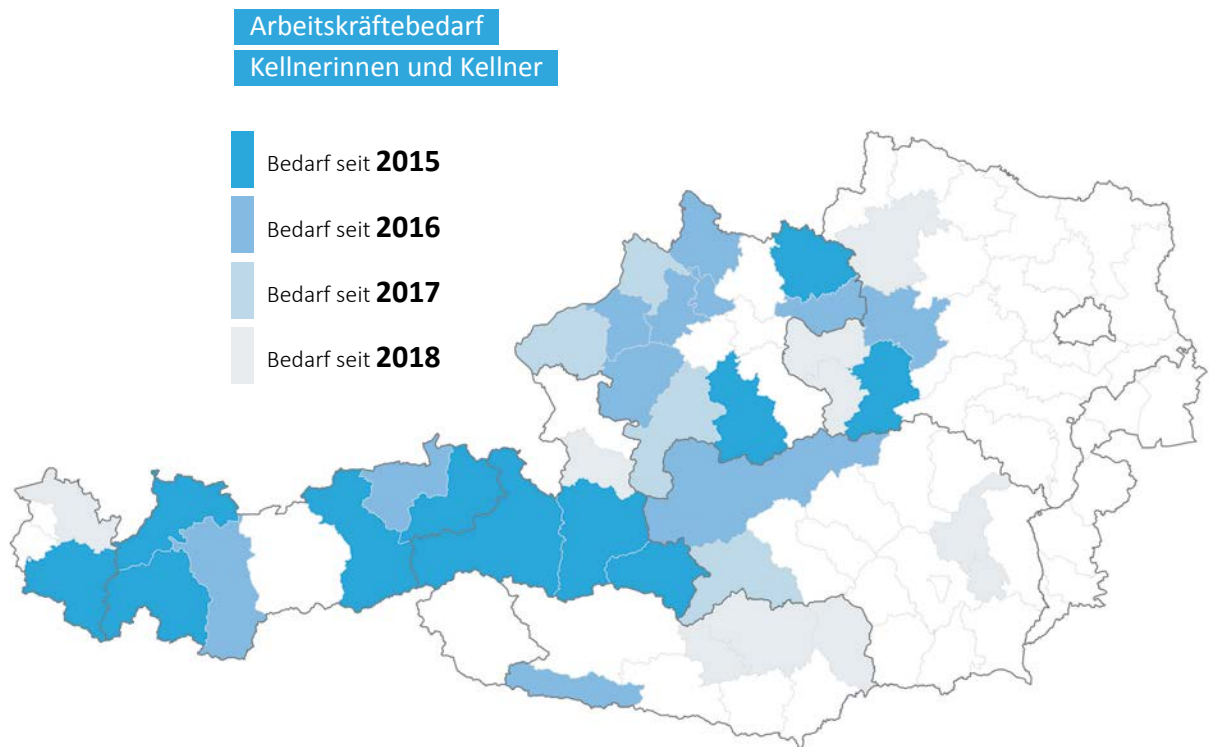 Arbeitskräftebedarf
Kellnerinnen und Kellner
Bedarf seit 2015
Bedarf seit 2016
Bedarf seit 2017
Bedarf seit 2018